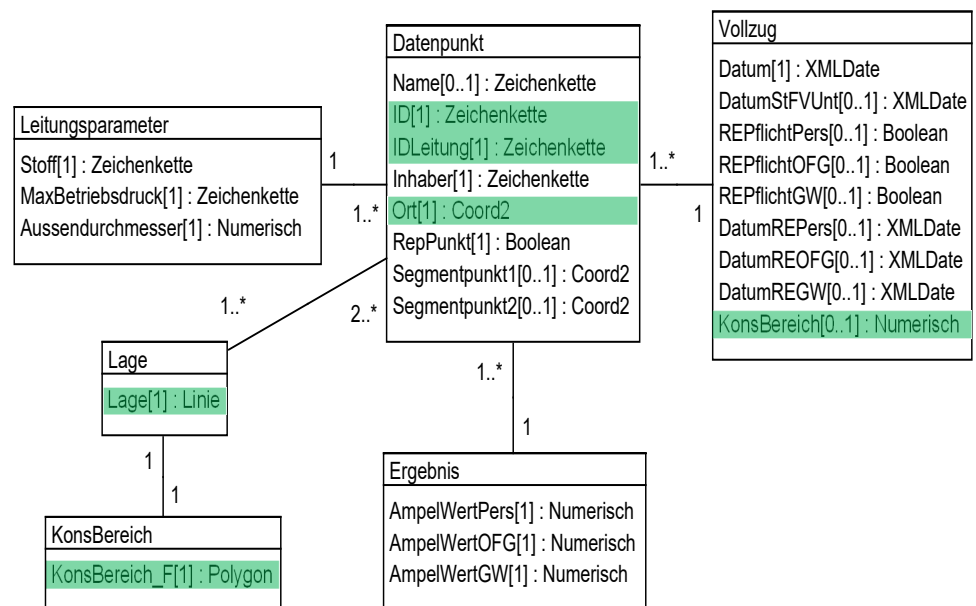 Leitungsparameter
Stoff[1] : Zeichenkette
MaxBetriebsdruck[1] : Zeichenkette
Aussendurchmesser[1] : Numerisch
1
1..*
Datenpunkt
Name[0..1] : Zeichenkette
ID[1] : Zeichenkette
IDLeitung[1] : Zeichenkette
Inhaber[1] : Zeichenkette
Ort[1] : Coord2
RepPunkt[1] : Boolean
Segmentpunkt1[0..1] : Coord2
Segmentpunkt2[0..1] : Coord2
1..*
1
Vollzug
Datum[1] : XMLDate
DatumStFVUnt[0..1] : XMLDate
REPflichtPers[0..1] : Boolean
REPflichtOFG[0..1] : Boolean
REPflichtGW[0..1] : Boolean
DatumREPers[0..1] : XMLDate
DatumREOFG[0..1] : XMLDate
DatumREGW[0..1] : XMLDate
KonsBereich[0..1] : Numerisch
1..*
2..*
Lage
Lage[1] : Linie
1
1
KonsBereich
KonsBereich_F[1] : Polygon
1..*
1
Ergebnis
AmpelWertPers[1] : Numerisch
AmpelWertOFG[1] : Numerisch
AmpelWertGW[1] : Numerisch